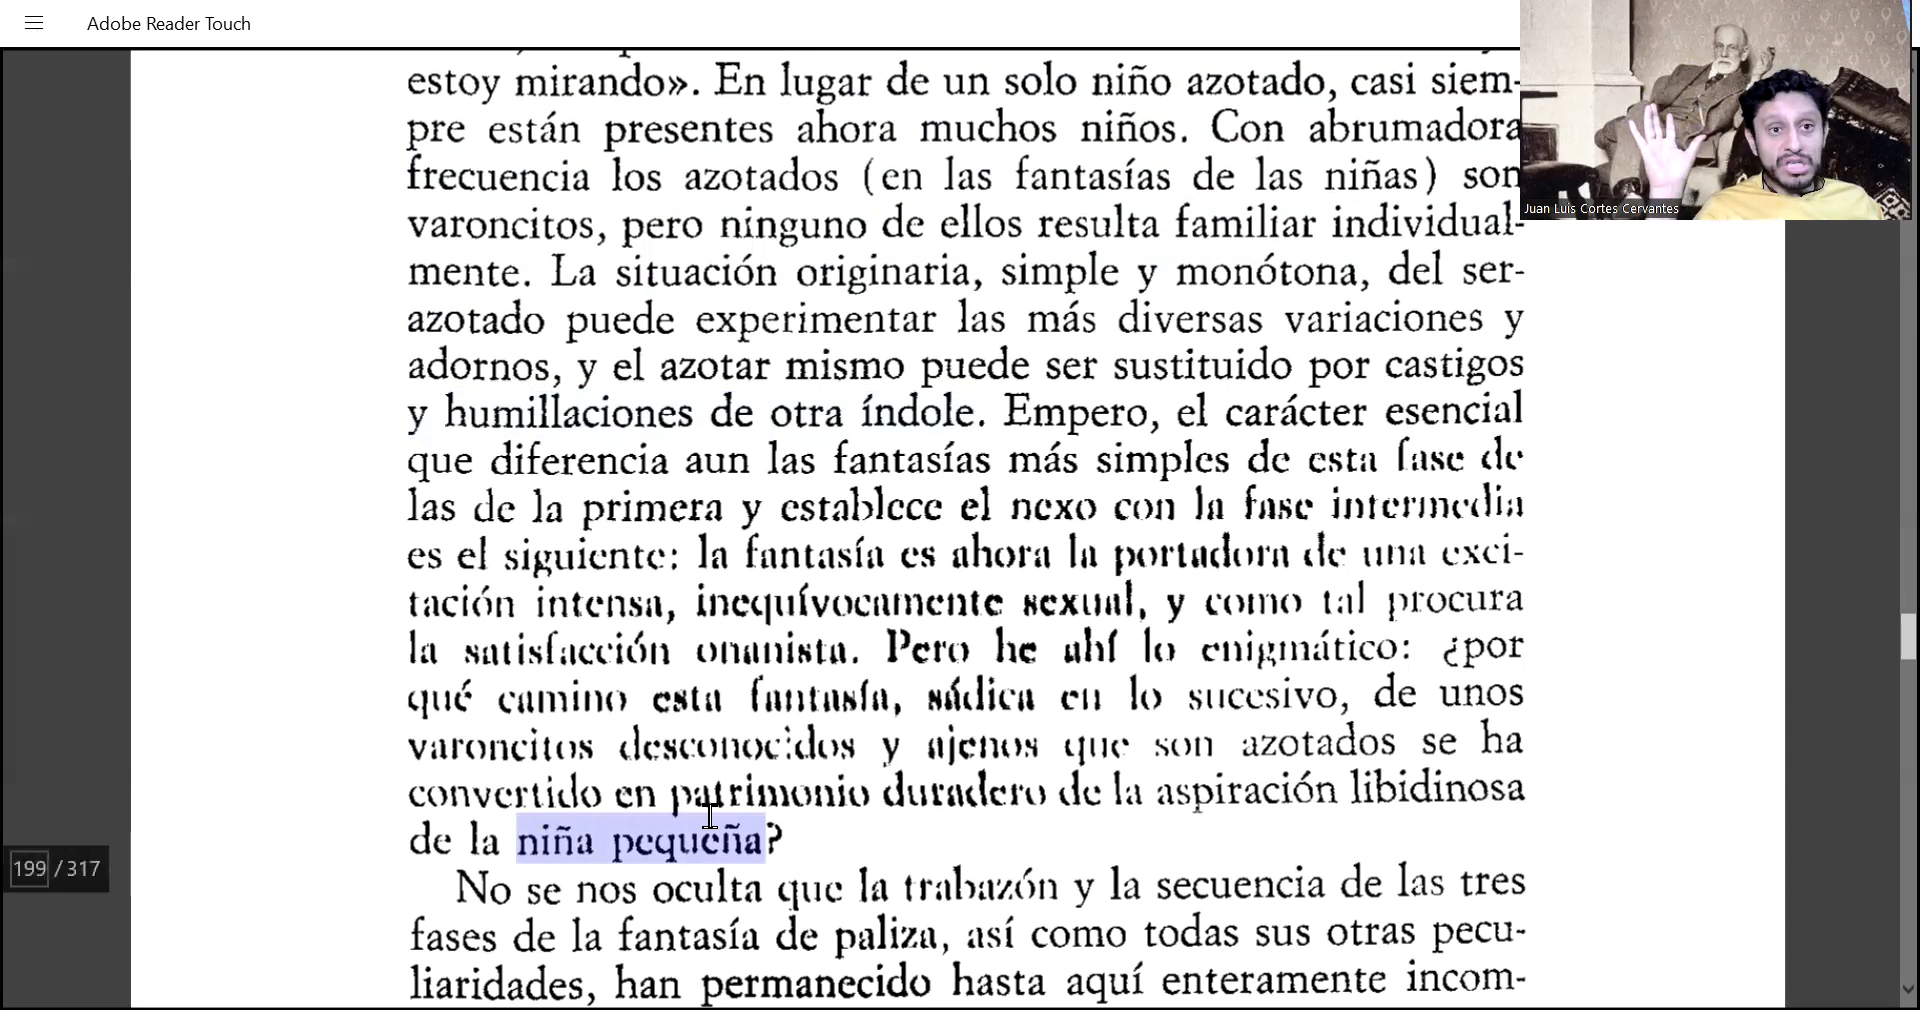 Adobe Reader Touch
estoy mirando». En lugar de un solo niño azotado, casi siem-
pre están presentes ahora muchos niños. Con abrumadora
frecuencia los azotados (en las fantasías de las niñas) son
varoncitos, pero ninguno de ellos resulta familiar individual-
mente. La situación originaria, simple y monótona, del ser-
azotado puede experimentar las más diversas variaciones y
adornos, y el azotar mismo puede ser sustituido por castigos
y humillaciones de otra índole. Empero, el carácter esencial
que diferencia aun las fantasías más simples de esta fase de
las de la primera y establece el nexo con la fase intermedia
es el siguiente: la fantasía es ahora la portadora de una exci-
tación intensa, inequívocamente sexual, y como tal procura
la satisfacción onanista. Pero he ahí lo enigmático: ¿por
qué camino esta fantasía, sádica en lo sucesivo, de unos
varoncitos desconocidos y ajenos que son azotados se ha
convertido en patrimonio duradero de la aspiración libidinosa
de la niña pequeña?
No se nos oculta que la trabazón y la secuencia de las tres
fases de la fantasía de paliza, así como todas sus otras pecu-
liaridades, han permanecido hasta aquí enteramente incom-
199 / 317
Juan Luis Cortes Cervantes